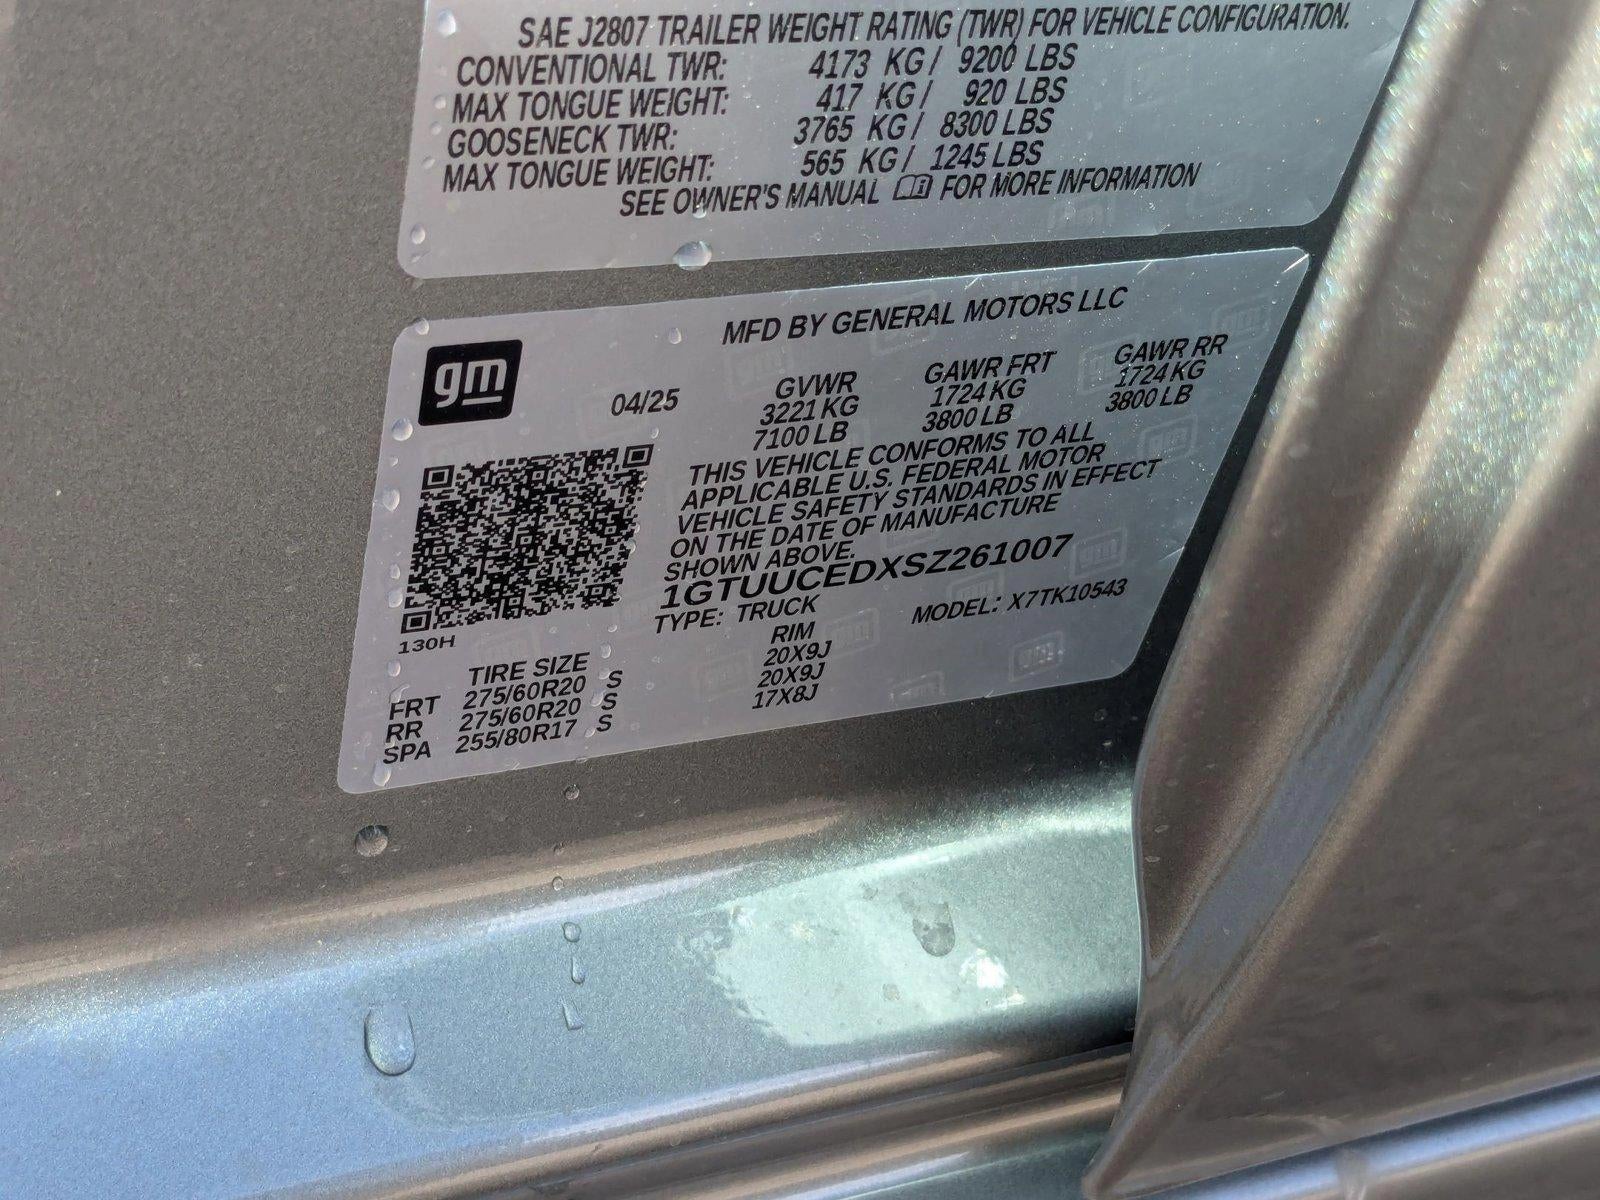 SAE J2807 TRAILER WEIGHT RATING (TWR) FOR VEHICLE CONFIGURATION.
CONVENTIONAL TWR: 4173 KG / 9200 LBS
MAX TONGUE WEIGHT: 417 KG / 920 LBS
GOOSENECK TWR: 3765 KG / 8300 LBS
MAX TONGUE WEIGHT: 565 KG / 1245 LBS
SEE OWNER'S MANUAL FOR MORE INFORMATION
MFD BY GENERAL MOTORS LLC
gm
04/25
GVWR GAWR FRT GAWR RR
3221 KG 1724 KG 1724 KG
7100 LB 3800 LB 3800 LB
THIS VEHICLE CONFORMS TO ALL
APPLICABLE U.S. FEDERAL MOTOR
VEHICLE SAFETY STANDARDS IN EFFECT
ON THE DATE OF MANUFACTURE
SHOWN ABOVE.
1GTUUCEDXSZ261007
TYPE: TRUCK MODEL: X7TK10543
130H
TIRE SIZE RIM
FRT 275/60R20 S 20X9J
RR 275/60R20 S 20X9J
SPA 255/80R17 S 17X8J